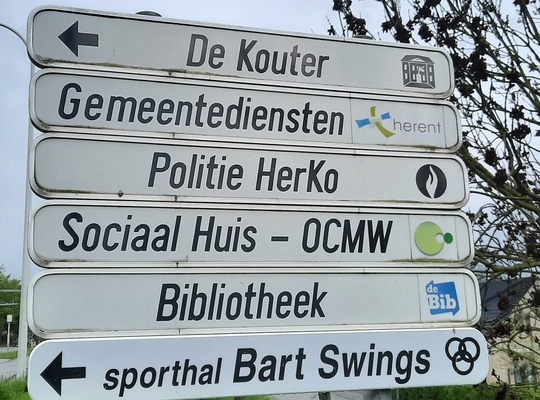 De Kouter
Gemeentediensten herent
Politie HerKo
Sociaal Huis - OCMW
Bibliotheek de Bib
sporthal Bart Swings